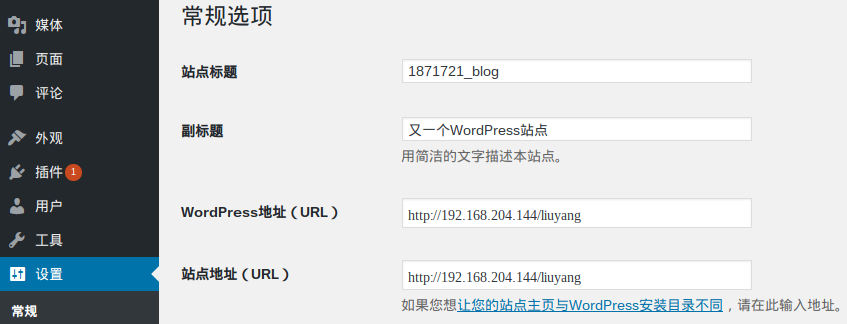 媒体
页面
评论
外观
插件 1
用户
工具
设置
常规
常规选项
站点标题
1871721_blog
副标题
又一个WordPress站点
用简洁的文字描述本站点。
WordPress地址（URL）
http://192.168.204.144/liuyang
站点地址（URL）
http://192.168.204.144/liuyang
如果您想让您的站点主页与WordPress安装目录不同，请在此输入地址。